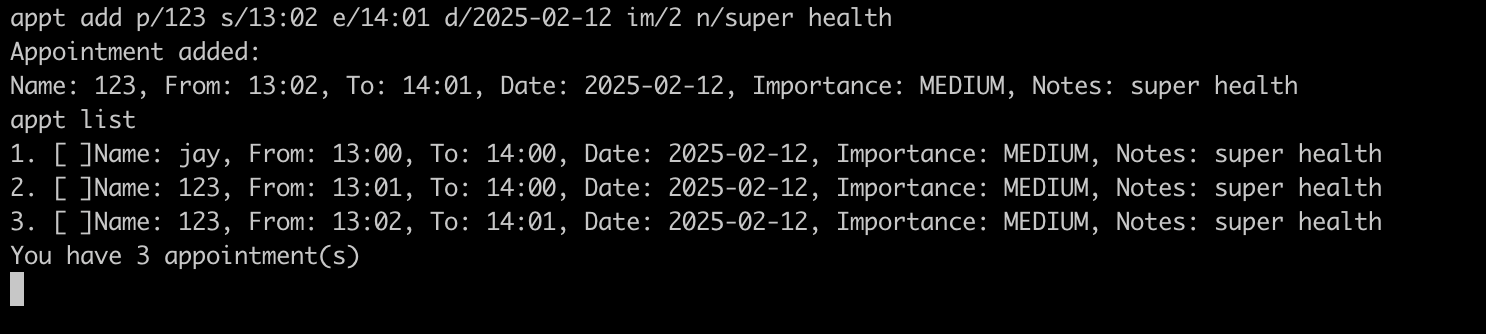 appt add p/123 s/13:02 e/14:01 d/2025-02-12 im/2 n/super health
Appointment added:
Name: 123, From: 13:02, To: 14:01, Date: 2025-02-12, Importance: MEDIUM, Notes: super health
appt list
1. [ ]Name: jay, From: 13:00, To: 14:00, Date: 2025-02-12, Importance: MEDIUM, Notes: super health
2. [ ]Name: 123, From: 13:01, To: 14:00, Date: 2025-02-12, Importance: MEDIUM, Notes: super health
3. [ ]Name: 123, From: 13:02, To: 14:01, Date: 2025-02-12, Importance: MEDIUM, Notes: super health
You have 3 appointment(s)